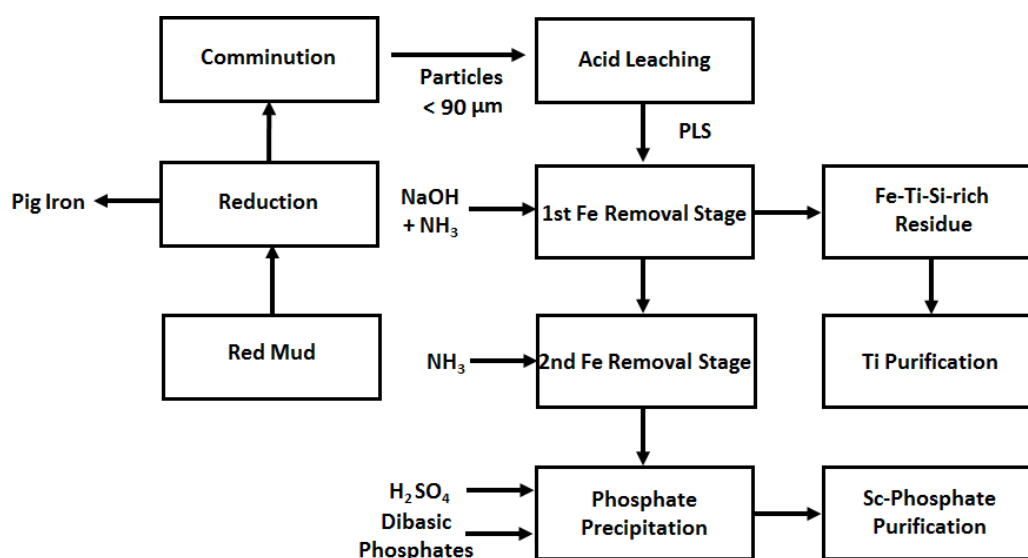 Comminution
Particles
< 90 µm
Acid Leaching
PLS
Pig Iron
Reduction
NaOH
+ NH₃
1st Fe Removal Stage
Fe-Ti-Si-rich
Residue
Red Mud
NH₃
2nd Fe Removal Stage
Ti Purification
H₂SO₄
Dibasic
Phosphates
Phosphate
Precipitation
Sc-Phosphate
Purification